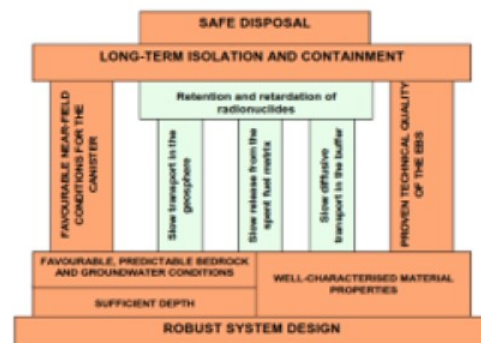 SAFE DISPOSAL
LONG-TERM ISOLATION AND CONTAINMENT
Retention and retardation of
radionuclides
FAVOURABLE NEAR-FIELD
CONDITIONS FOR THE
CANISTER
Slow transport in the
geosphere
Slow release from the
spent fuel matrix
Slow diffusive
transport in the buffer
PROVEN TECHNICAL QUALITY
OF THE EBS
FAVOURABLE, PREDICTABLE BEDROCK
AND GROUNDWATER CONDITIONS
SUFFICIENT DEPTH
WELL-CHARACTERISED MATERIAL
PROPERTIES
ROBUST SYSTEM DESIGN